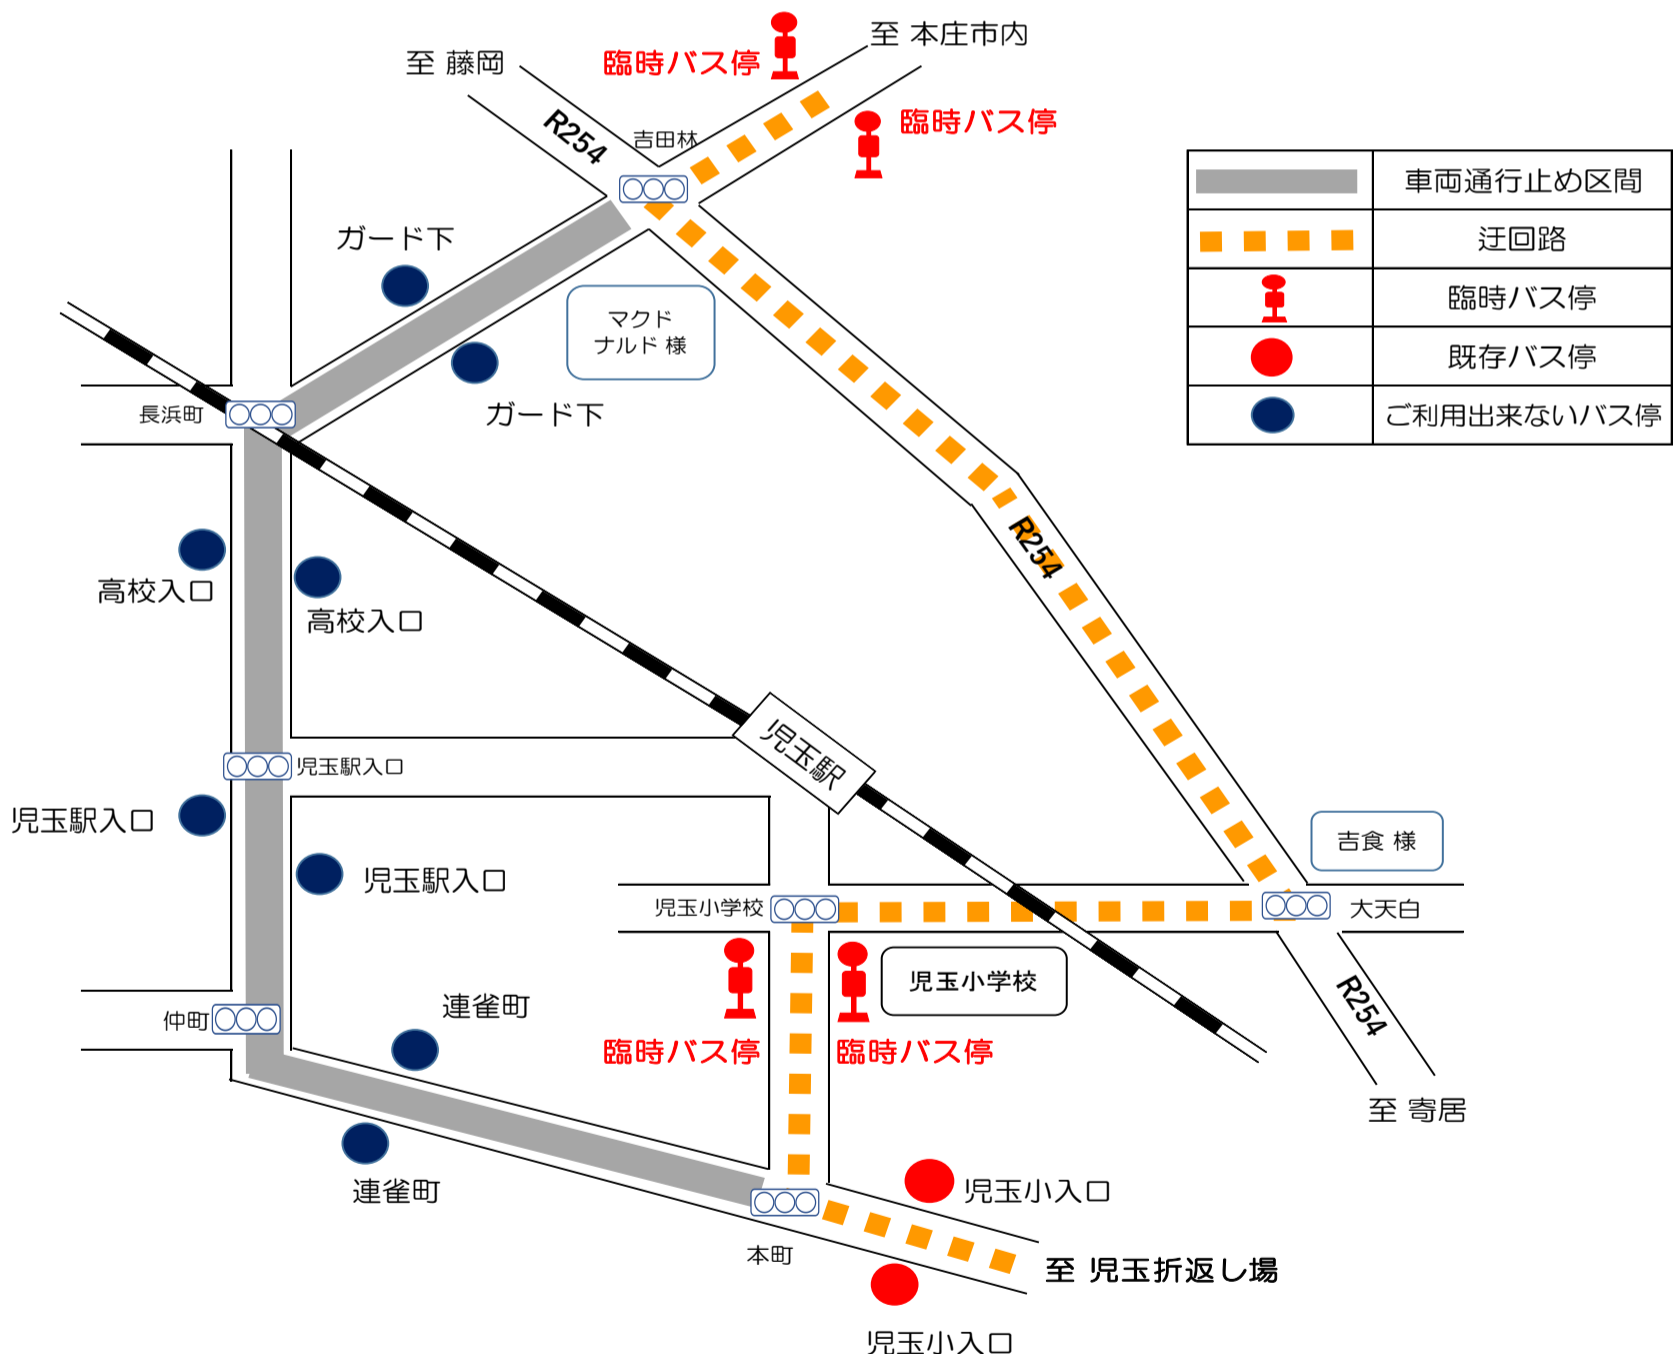 至 藤岡
臨時バス停
至 本庄市内
臨時バス停
R254
吉田林
車両通行止め区間
迂回路
臨時バス停
既存バス停
ご利用出来ないバス停
ガード下
マクド
ナルド 様
ガード下
長浜町
高校入口
高校入口
R254
児玉駅
児玉駅入口
児玉駅入口
児玉駅入口
吉食 様
児玉小学校
大天白
児玉小学校
R254
仲町
連雀町
臨時バス停
臨時バス停
至 寄居
連雀町
児玉小入口
本町
至 児玉折返し場
児玉小入口